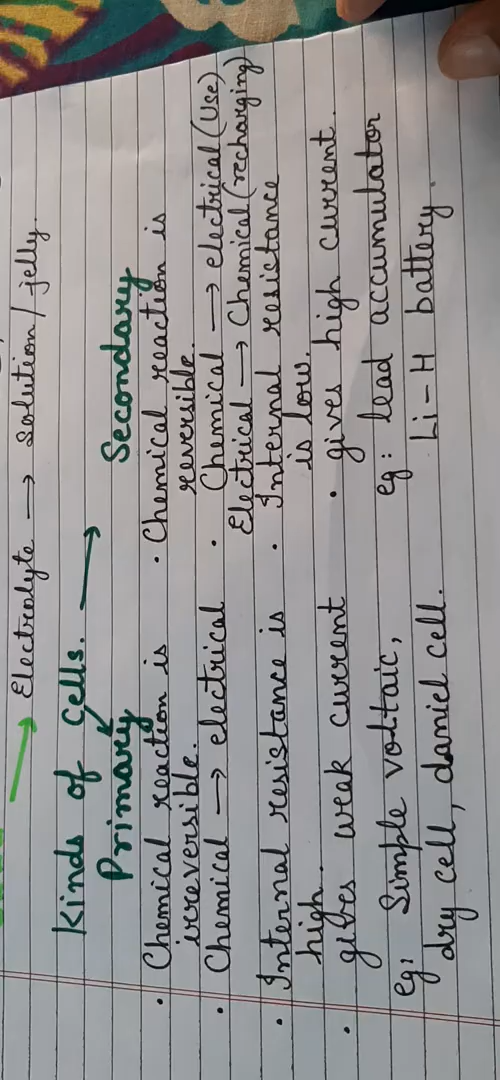 → Electrolyte → Solution/jelly.
Kinds of Cells.
Primary
Secondary
• Chemical reaction is
irreversible.
• Chemical → electrical
• Internal resistance is
high.
• gives weak current
eg, Simple voltaic,
dry cell, daniel cell.
• Chemical reaction is
reversible.
• Chemical → electrical (Use)
Electrical → Chemical (recharging)
• Internal resistance
is low.
• gives high current.
eg: lead accumulator
Li-H battery.